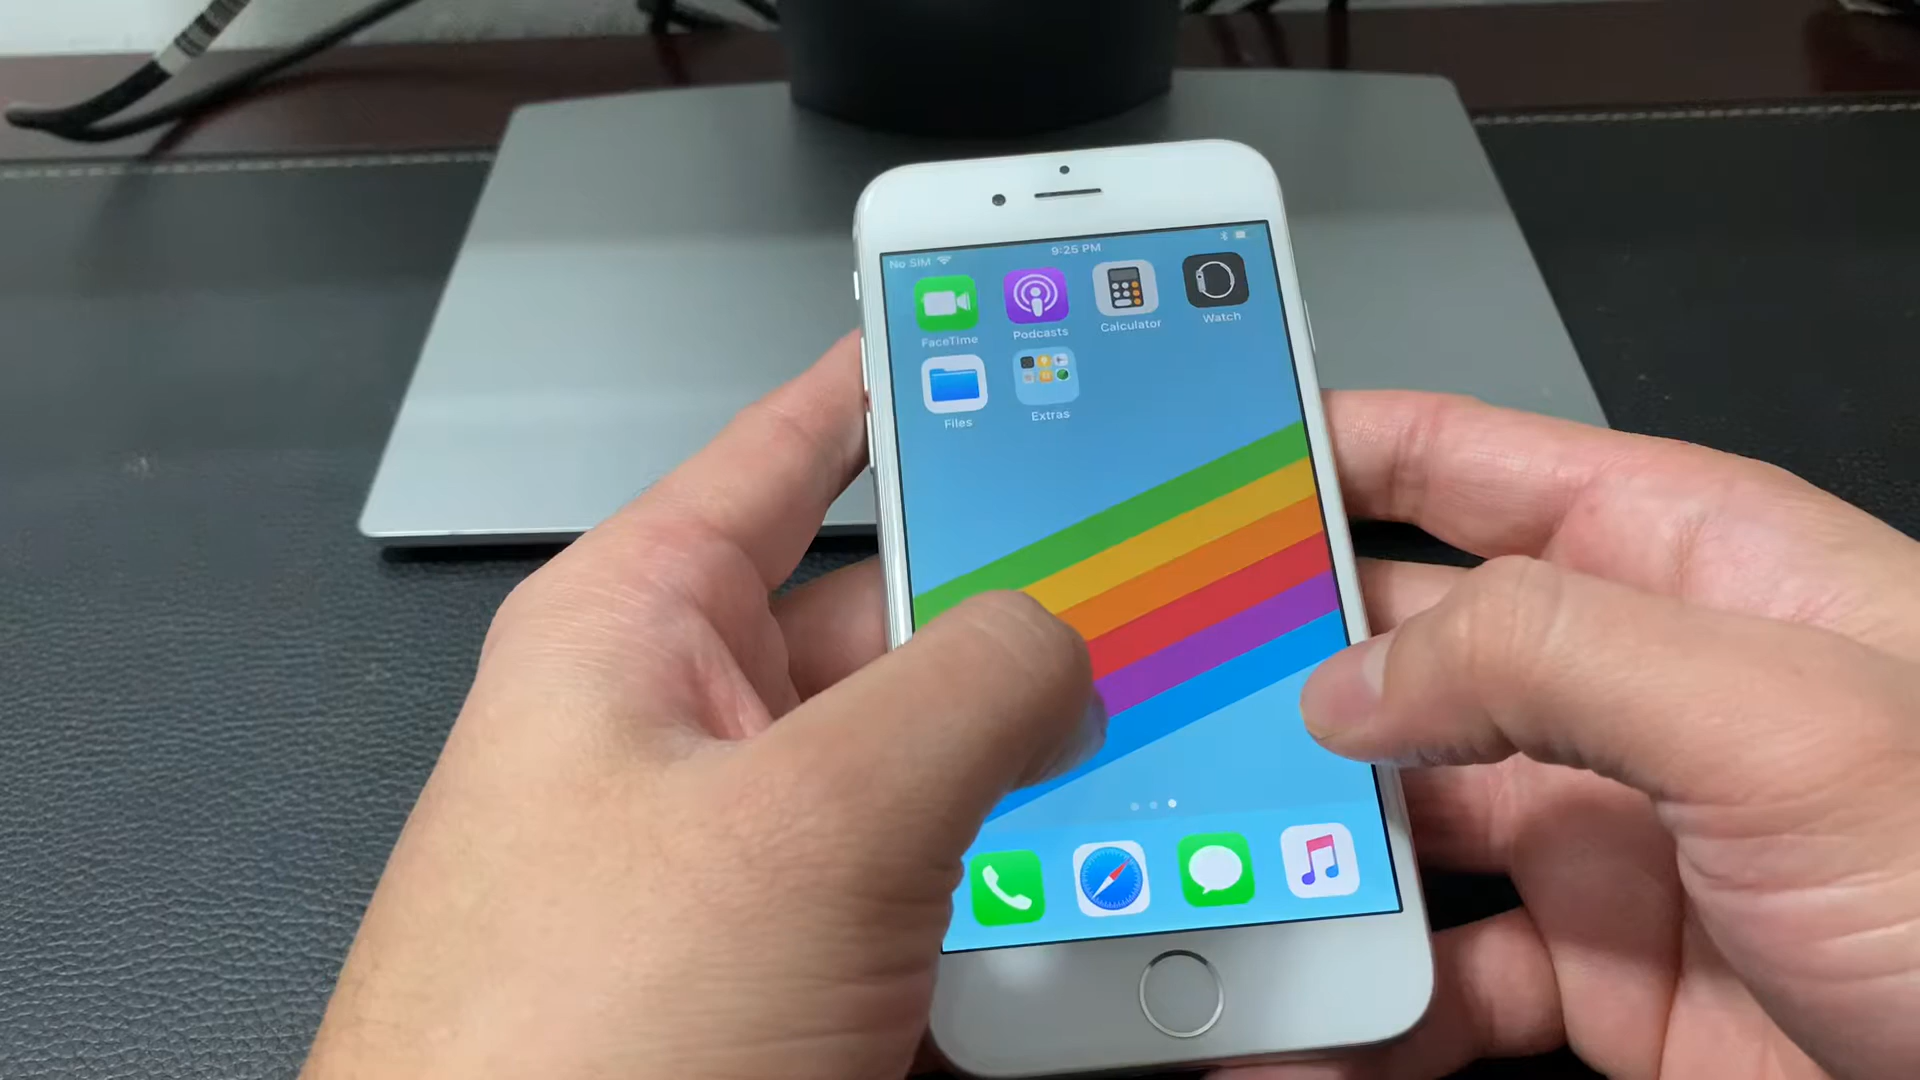 No SIM 9:25 PM
FaceTime Podcasts Calculator Watch
Files Extras